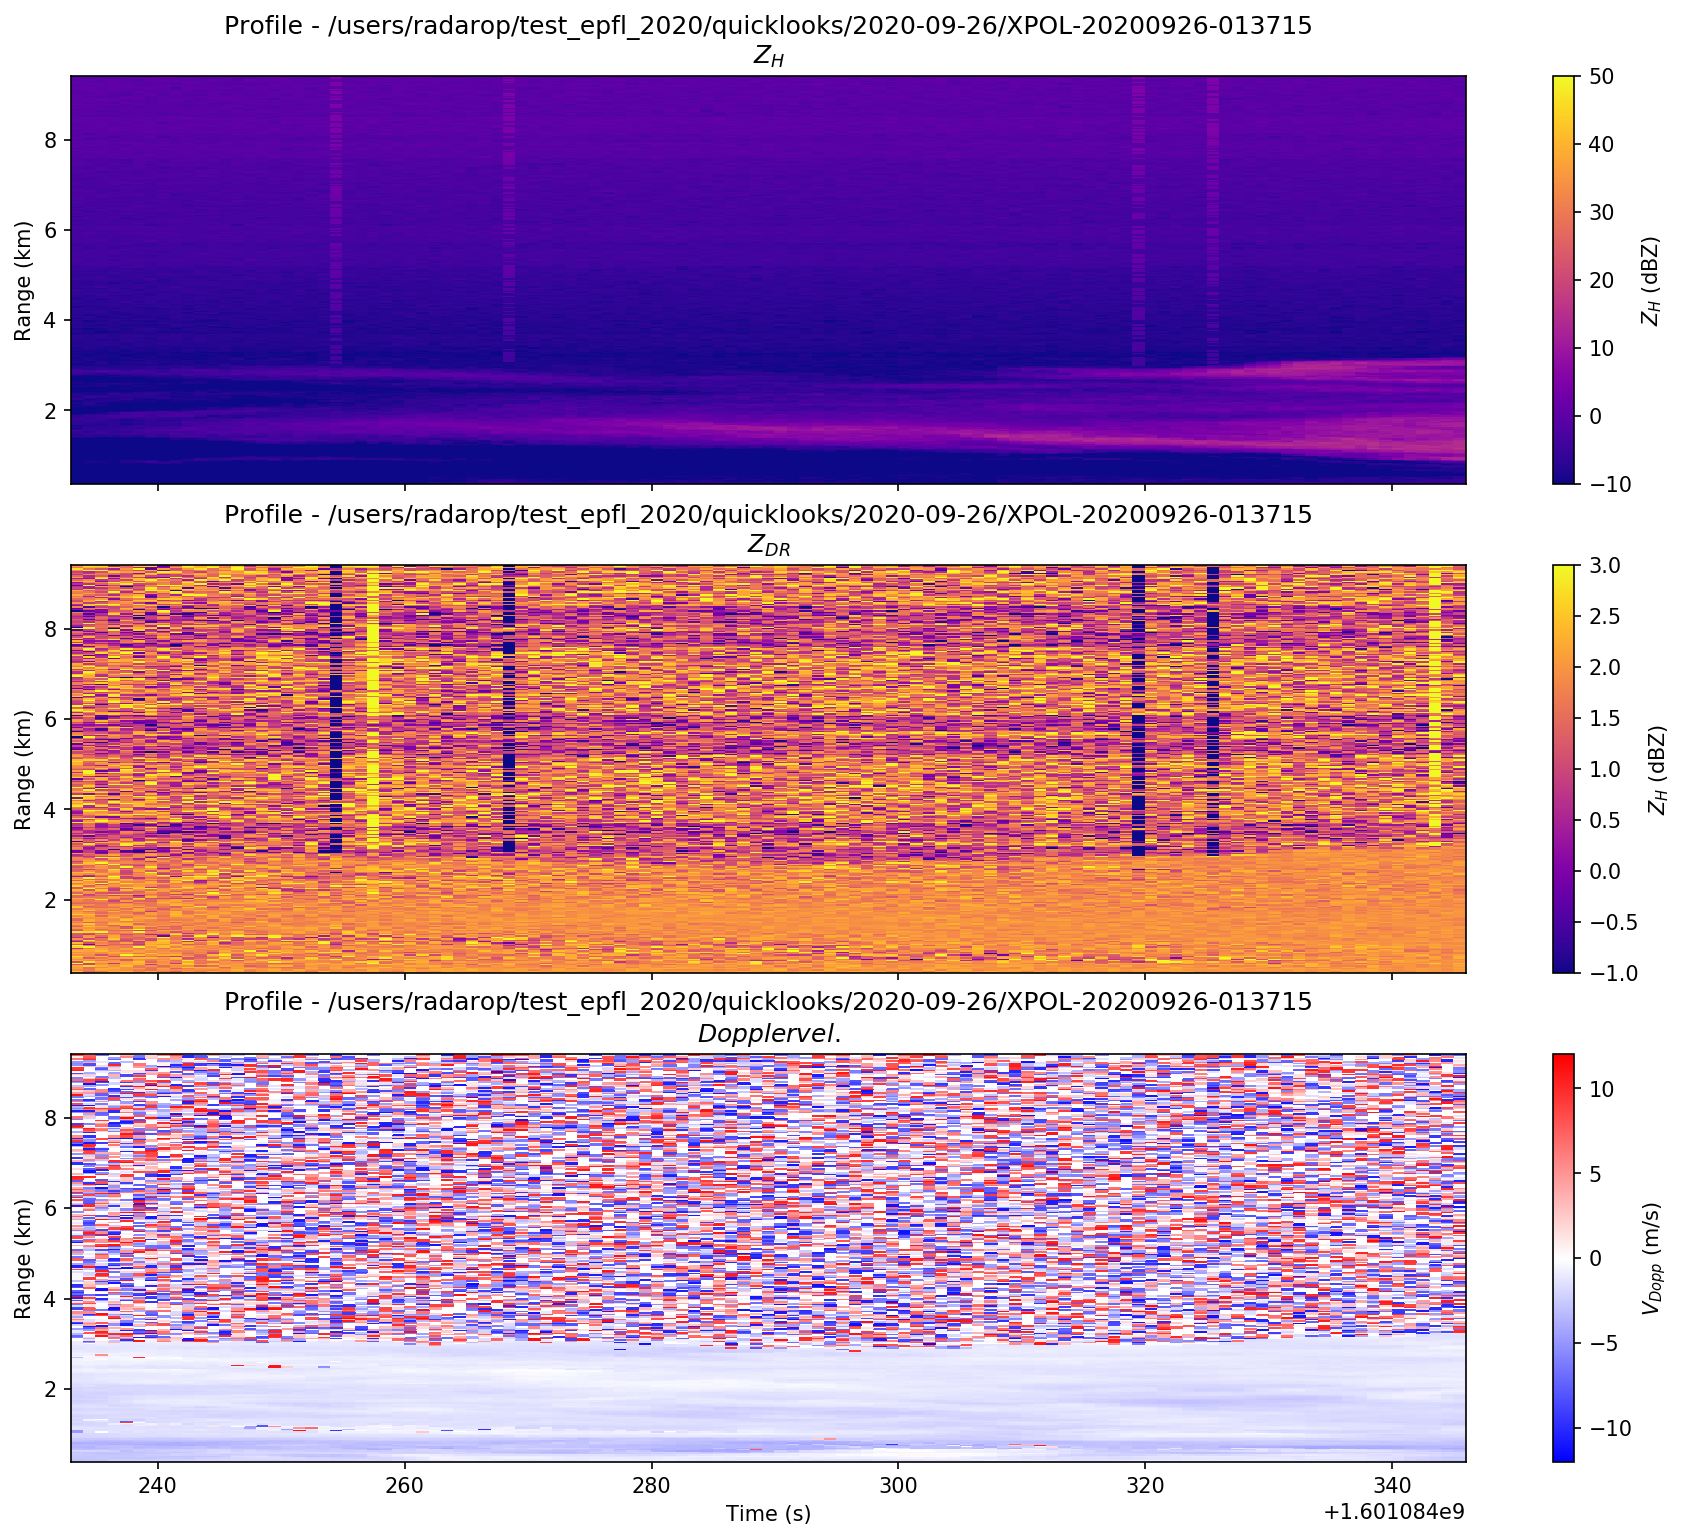 Profile - /users/radarop/test_epfl_2020/quicklooks/2020-09-26/XPOL-20200926-013715
Z_H
8
6
4
2
Range (km)
50
40
30
20
10
0
−10
Z_H (dBZ)
Profile - /users/radarop/test_epfl_2020/quicklooks/2020-09-26/XPOL-20200926-013715
Z_DR
8
6
4
2
Range (km)
3.0
2.5
2.0
1.5
1.0
0.5
0.0
−0.5
−1.0
Z_H (dBZ)
Profile - /users/radarop/test_epfl_2020/quicklooks/2020-09-26/XPOL-20200926-013715
Dopplervel.
8
6
4
2
Range (km)
240 260 280 300 320 340
Time (s)
+1.601084e9
10
5
0
−5
−10
V_Dopp (m/s)